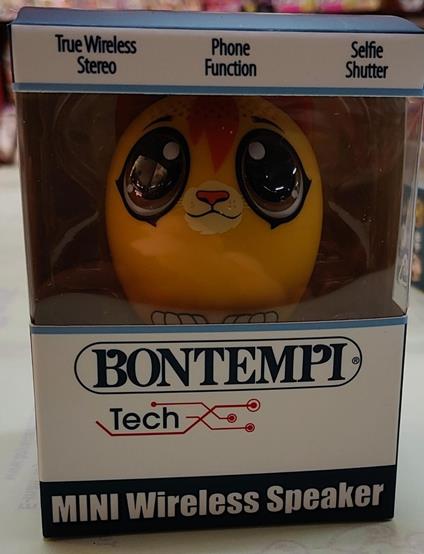 True Wireless
Stereo
Phone
Function
Selfie
Shutter
BONTEMPI®
Tech
MINI Wireless Speaker